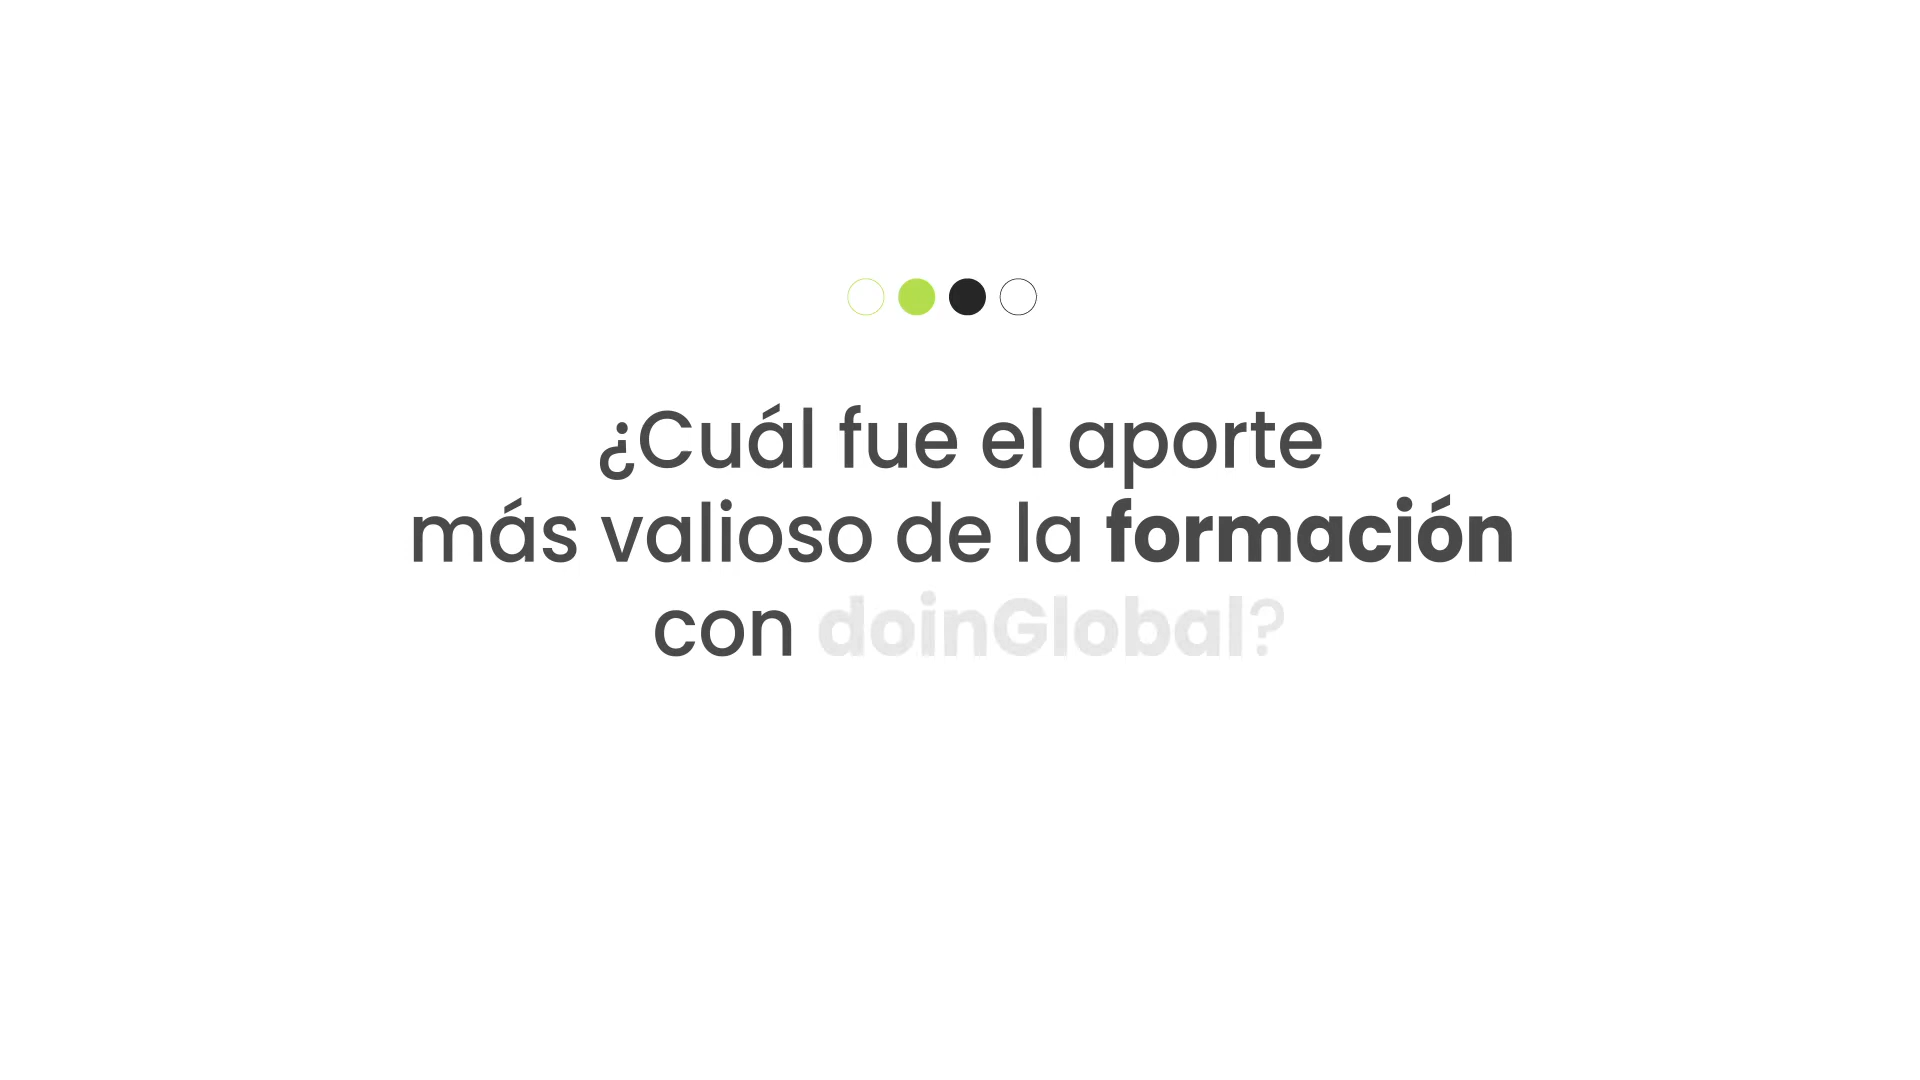 ¿Cuál fue el aporte
más valioso de la formación
con doinGlobal?